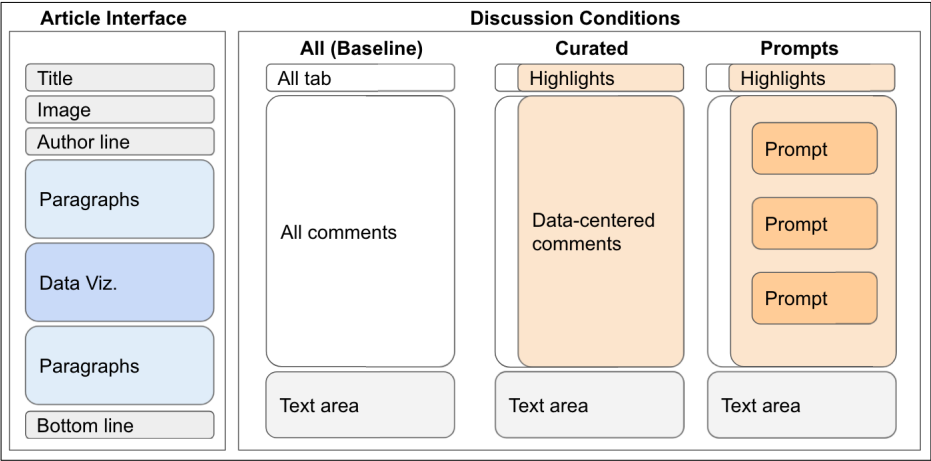 Article Interface
Title
Image
Author line
Paragraphs
Data Viz.
Paragraphs
Bottom line
Discussion Conditions
All (Baseline)
All tab
All comments
Text area
Curated
Highlights
Data-centered
comments
Text area
Prompts
Highlights
Prompt
Prompt
Prompt
Text area